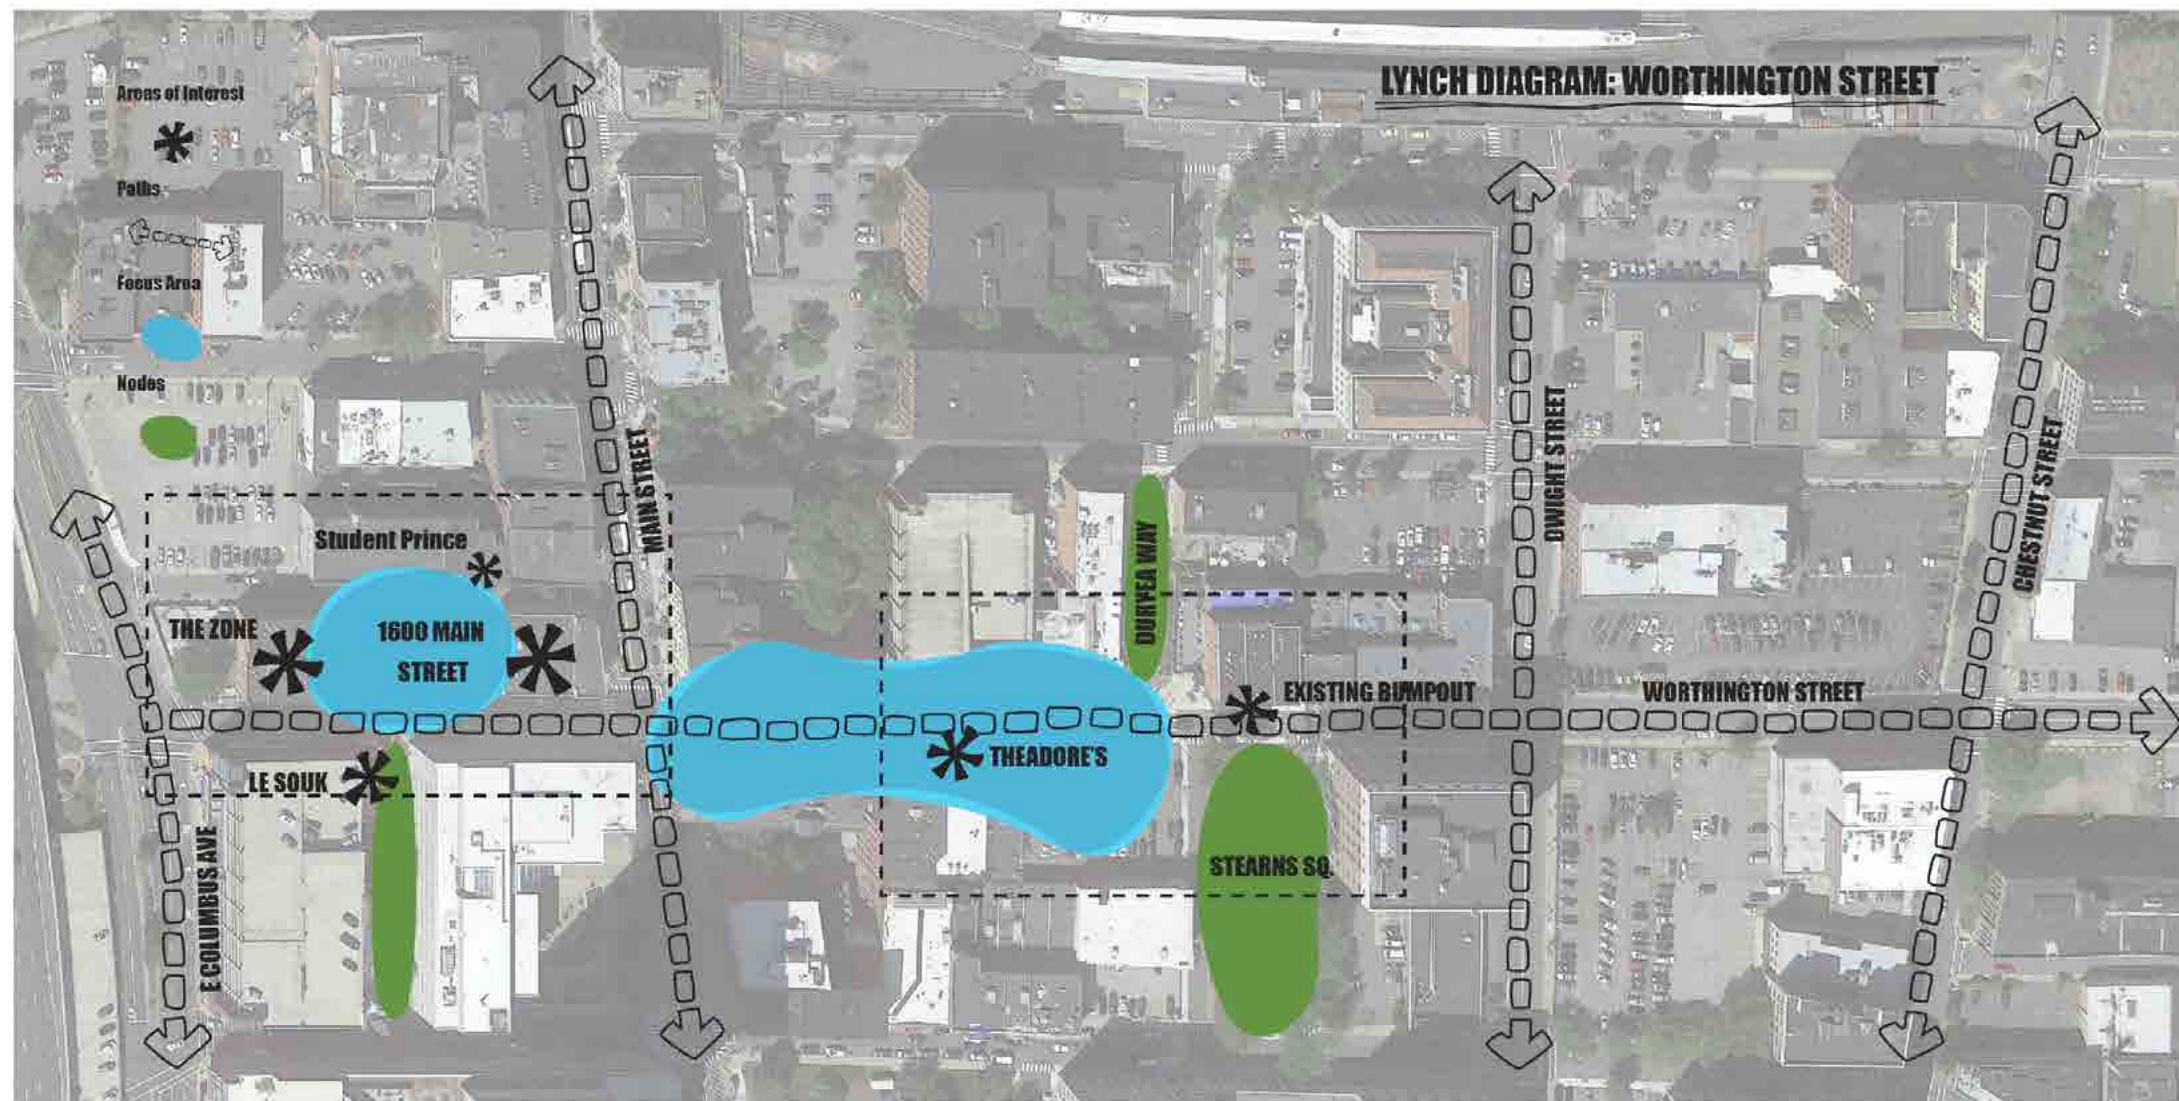 LYNCH DIAGRAM: WORTHINGTON STREET
Areas of Interest
Paths
Focus Area
Nodes
MAIN STREET
DWIGHT STREET
CHESTNUT STREET
Student Prince
DURYEA WAY
THE ZONE
1600 MAIN
STREET
EXISTING BUMPOUT
WORTHINGTON STREET
THEADORE'S
LE SOUK
STEARNS SQ.
E COLUMBUS AVE